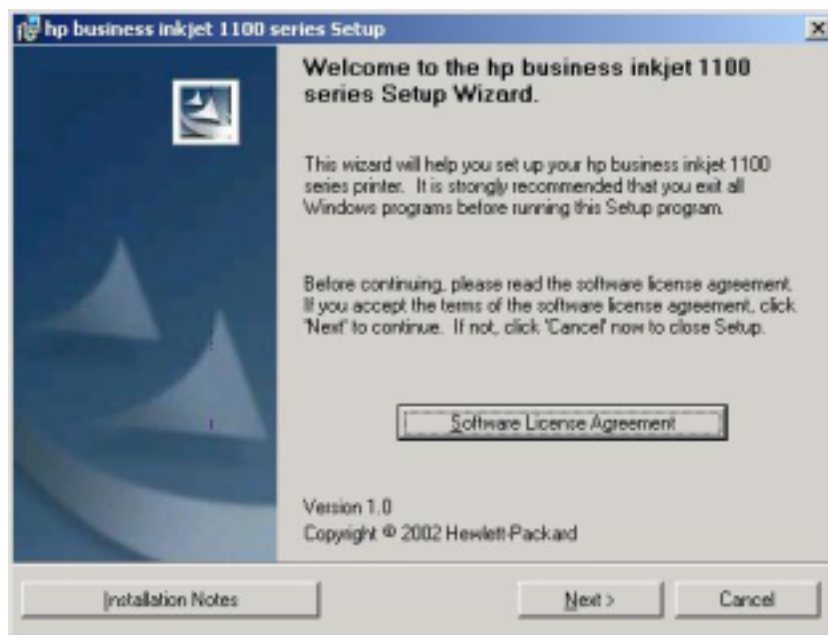 hp business inkjet 1100 series Setup
Welcome to the hp business inkjet 1100
series Setup Wizard.
This wizard will help you set up your hp business inkjet 1100
series printer. It is strongly recommended that you exit all
Windows programs before running this Setup program.
Before continuing, please read the software license agreement.
If you accept the terms of the software license agreement, click
'Next' to continue. If not, click 'Cancel' now to close Setup.
Software License Agreement
Version 1.0
Copyright © 2002 Hewlett-Packard
Installation Notes
Next >
Cancel